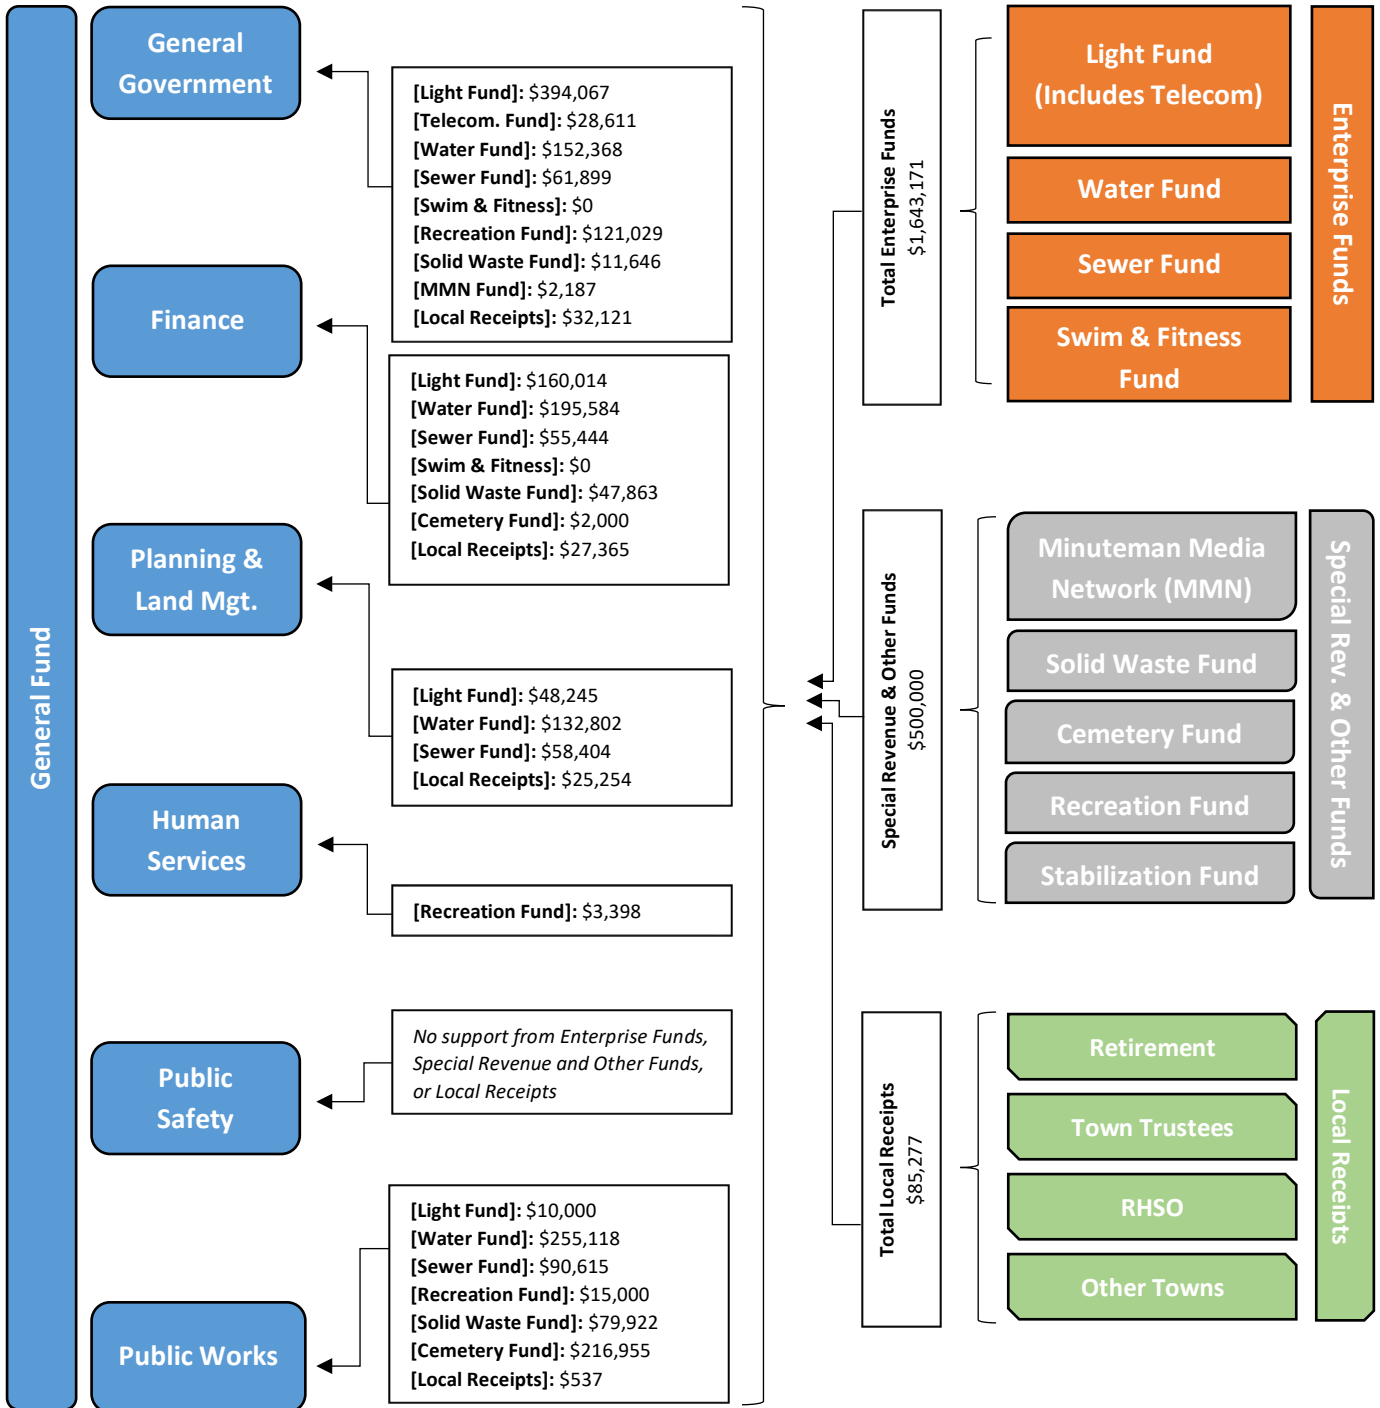 General Fund
General
Government
[Light Fund]: $394,067
[Telecom. Fund]: $28,611
[Water Fund]: $152,368
[Sewer Fund]: $61,899
[Swim & Fitness]: $0
[Recreation Fund]: $121,029
[Solid Waste Fund]: $11,646
[MMN Fund]: $2,187
[Local Receipts]: $32,121
Finance
[Light Fund]: $160,014
[Water Fund]: $195,584
[Sewer Fund]: $55,444
[Swim & Fitness]: $0
[Solid Waste Fund]: $47,863
[Cemetery Fund]: $2,000
[Local Receipts]: $27,365
Planning &
Land Mgt.
[Light Fund]: $48,245
[Water Fund]: $132,802
[Sewer Fund]: $58,404
[Local Receipts]: $25,254
Human
Services
[Recreation Fund]: $3,398
Public
Safety
No support from Enterprise Funds,
Special Revenue and Other Funds,
or Local Receipts
Public Works
[Light Fund]: $10,000
[Water Fund]: $255,118
[Sewer Fund]: $90,615
[Recreation Fund]: $15,000
[Solid Waste Fund]: $79,922
[Cemetery Fund]: $216,955
[Local Receipts]: $537
Total Enterprise Funds
$1,643,171
Light Fund
(Includes Telecom)
Water Fund
Sewer Fund
Swim & Fitness
Fund
Enterprise Funds
Special Revenue & Other Funds
$500,000
Minuteman Media
Network (MMN)
Solid Waste Fund
Cemetery Fund
Recreation Fund
Stabilization Fund
Special Rev. & Other Funds
Total Local Receipts
$85,277
Retirement
Town Trustees
RHSO
Other Towns
Local Receipts